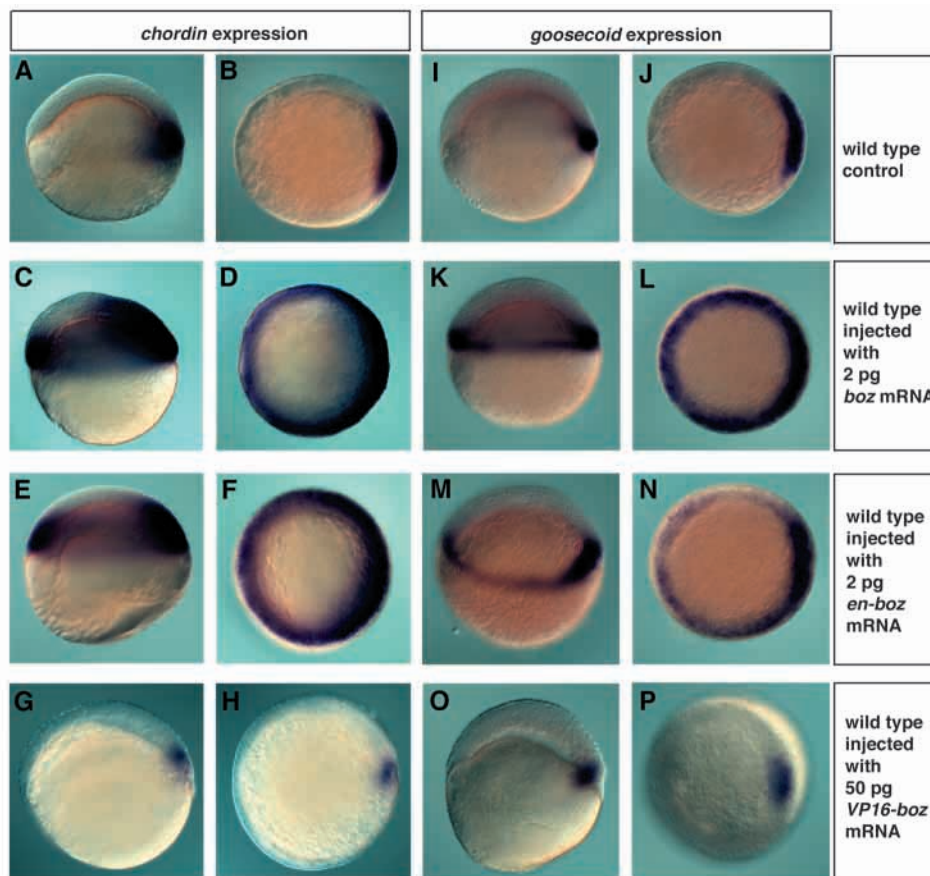 chordin expression
goosecoid expression
A
B
I
J
wild type
control
C
D
K
L
wild type
injected
with
2 pg
boz mRNA
E
F
M
N
wild type
injected
with
2 pg
en-boz
mRNA
G
H
O
P
wild type
injected
with
50 pg
VP16-boz
mRNA